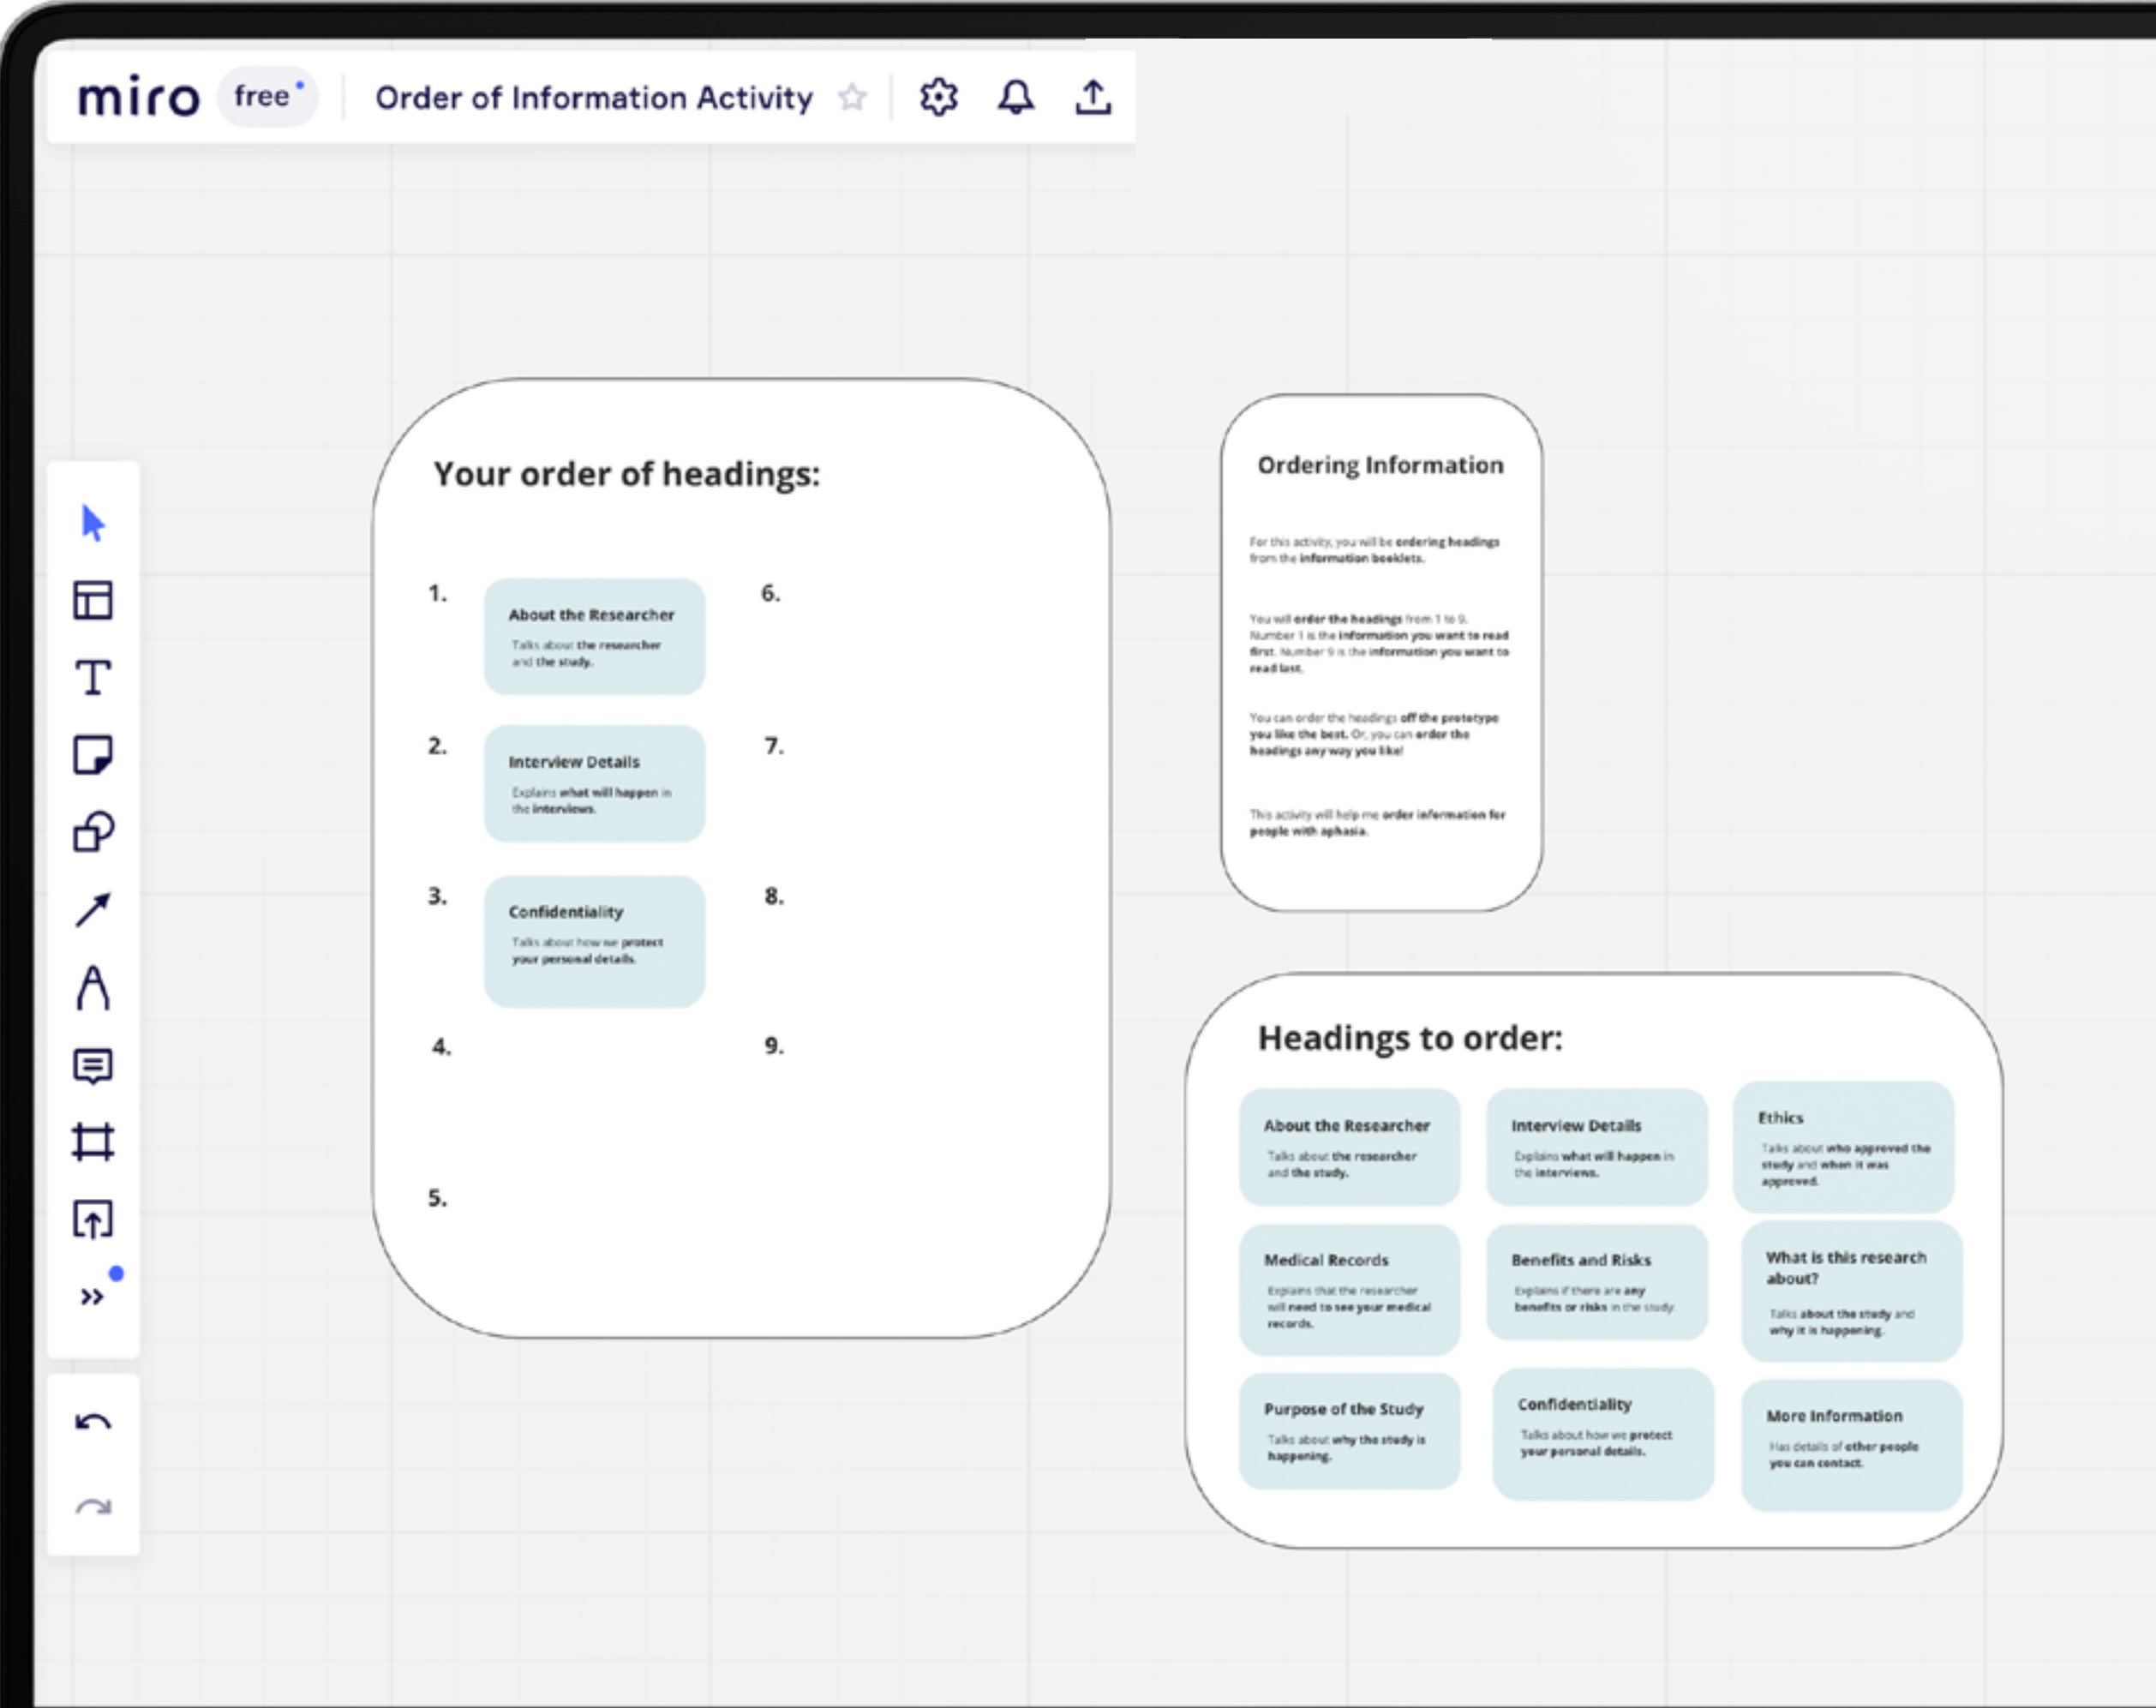 miro free Order of Information Activity
Your order of headings:
1.
About the Researcher
Talks about the researcher
and the study.
2.
Interview Details
Explains what will happen in
the interviews.
3.
Confidentiality
Talks about how we protect
your personal details.
4.
5.
6.
7.
8.
9.
Ordering Information
For this activity, you will be ordering headings
from the information booklets.
You will order the headings from 1 to 9.
Number 1 is the information you want to read
first. Number 9 is the information you want to
read last.
You can order the headings off the prototype
you like the best. Or, you can order the
headings any way you like!
This activity will help me order information for
people with aphasia.
Headings to order:
About the Researcher
Talks about the researcher
and the study.
Interview Details
Explains what will happen in
the interviews.
Ethics
Talks about who approved the
study and when it was
approved.
Medical Records
Explains that the researcher
will need to see your medical
records.
Benefits and Risks
Explains if there are any
benefits or risks in the study
What is this research
about?
Talks about the study and
why it is happening.
Purpose of the Study
Talks about why the study is
happening.
Confidentiality
Talks about how we protect
your personal details.
More Information
Has details of other people
you can contact.